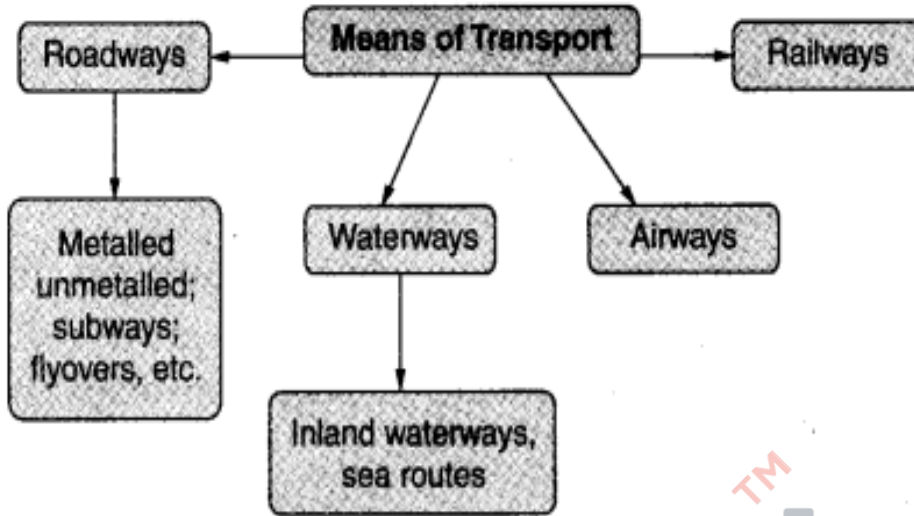 Means of Transport
Roadways
Railways
Waterways
Airways
Metalled
unmetalled;
subways;
flyovers, etc.
Inland waterways,
sea routes
TM